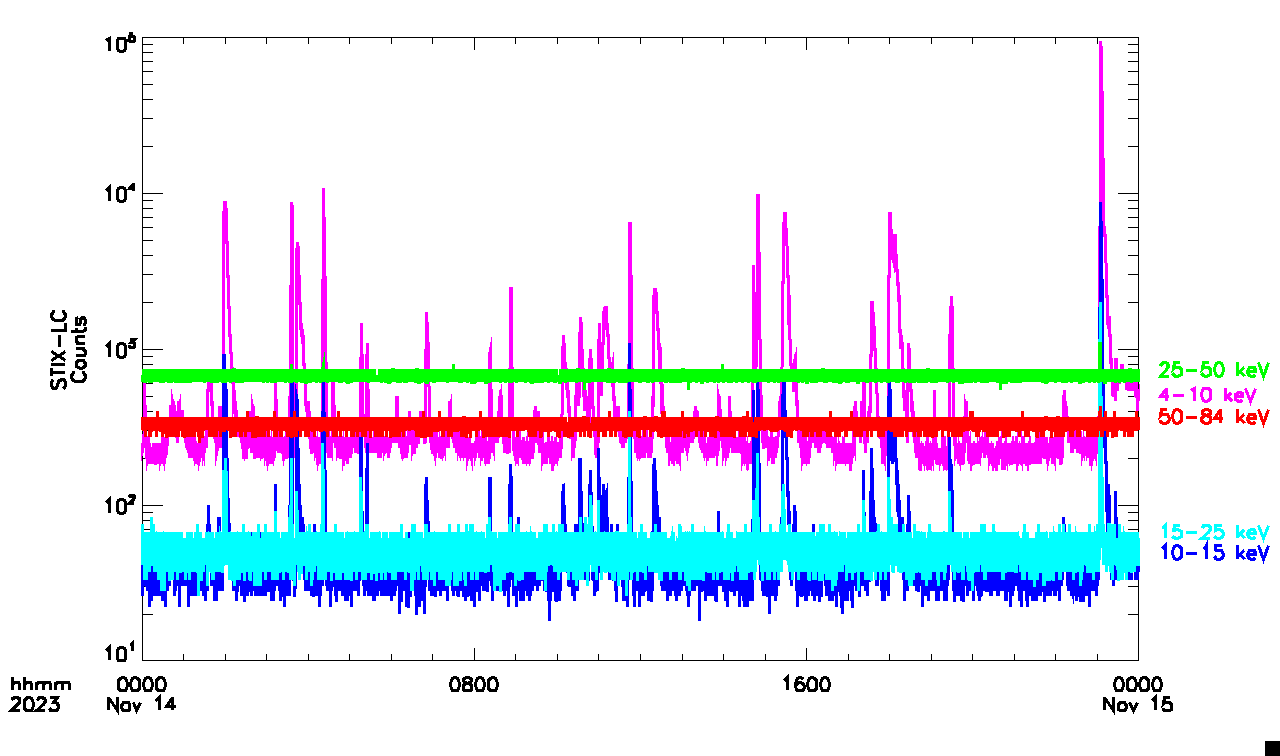 10⁵
10⁴
10³
10²
10¹
STIX-LC
Counts
25-50 keV
4-10 keV
50-84 keV
15-25 keV
10-15 keV
hhmm
2023
0000
Nov 14
0800
1600
0000
Nov 15